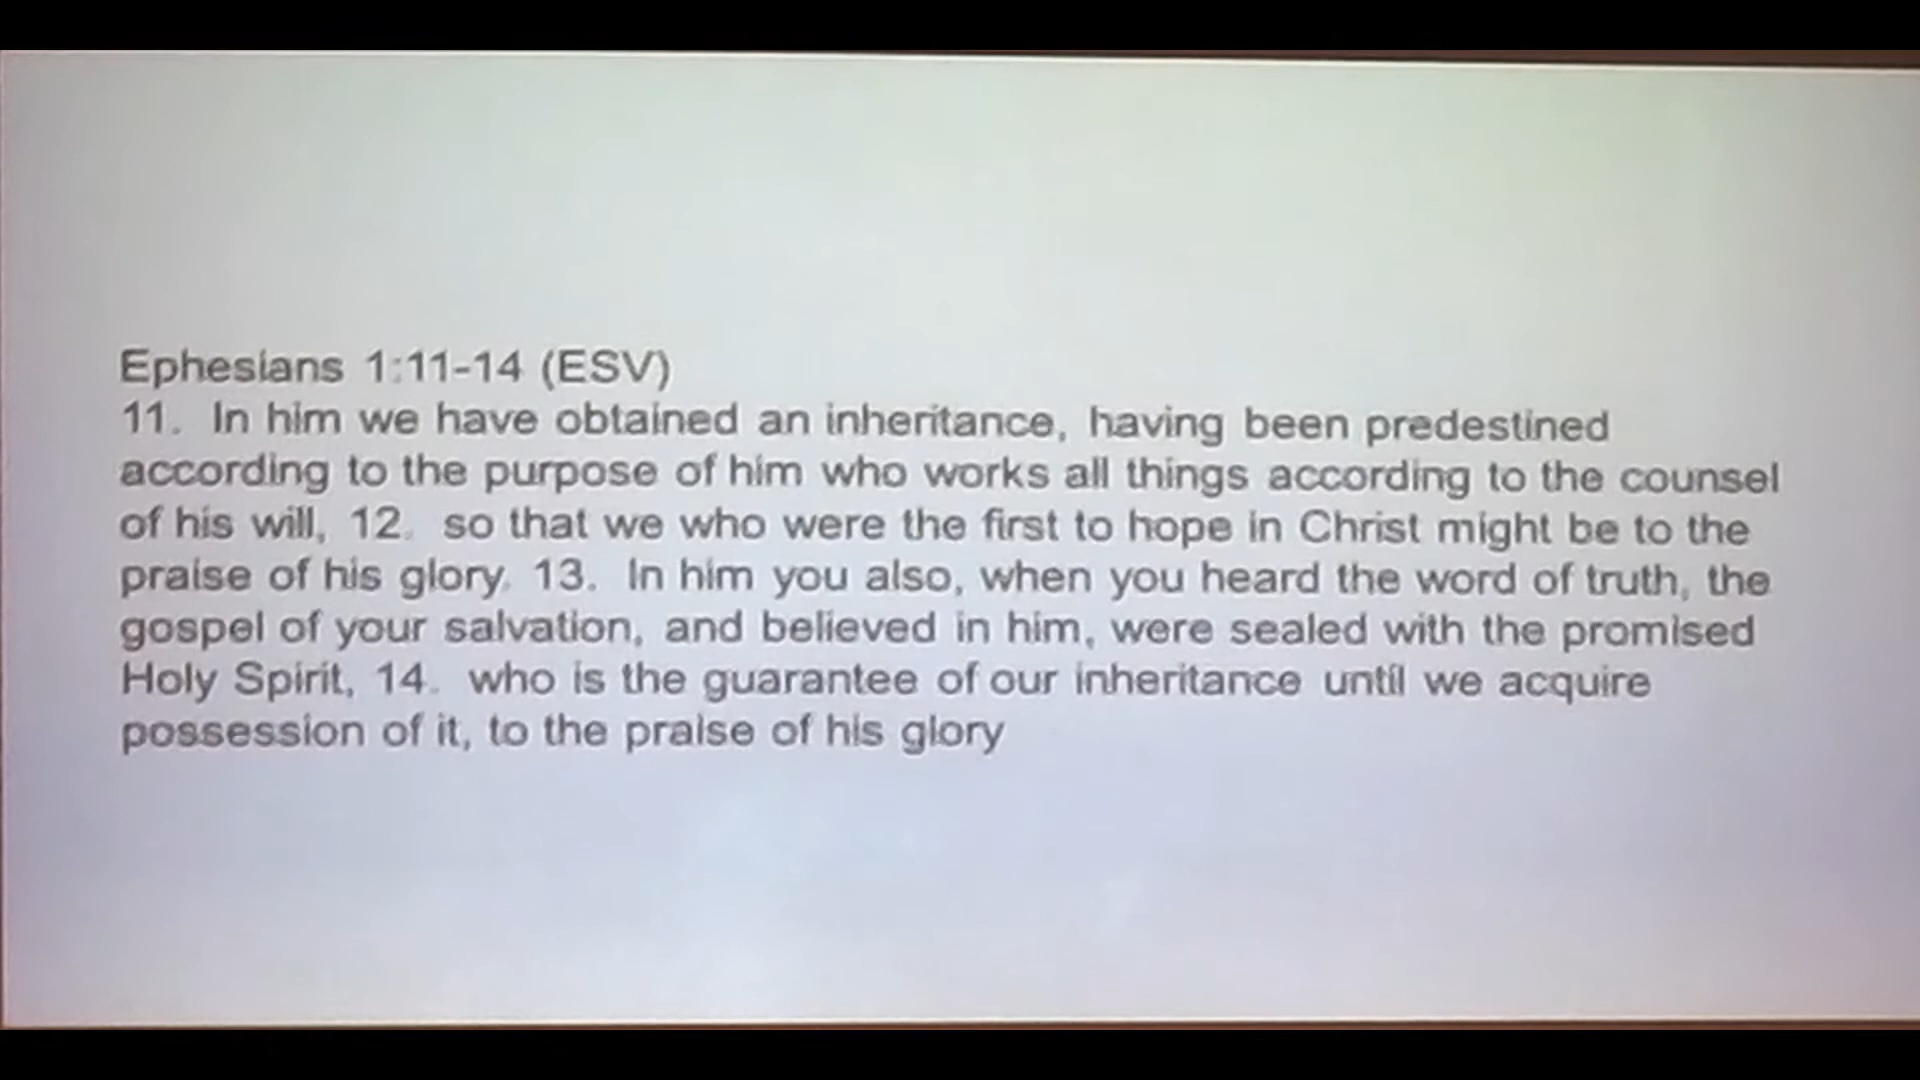 Ephesians 1:11-14 (ESV)
11. In him we have obtained an inheritance, having been predestined
according to the purpose of him who works all things according to the counsel
of his will, 12. so that we who were the first to hope in Christ might be to the
praise of his glory. 13. In him you also, when you heard the word of truth, the
gospel of your salvation, and believed in him, were sealed with the promised
Holy Spirit, 14. who is the guarantee of our inheritance until we acquire
possession of it, to the praise of his glory